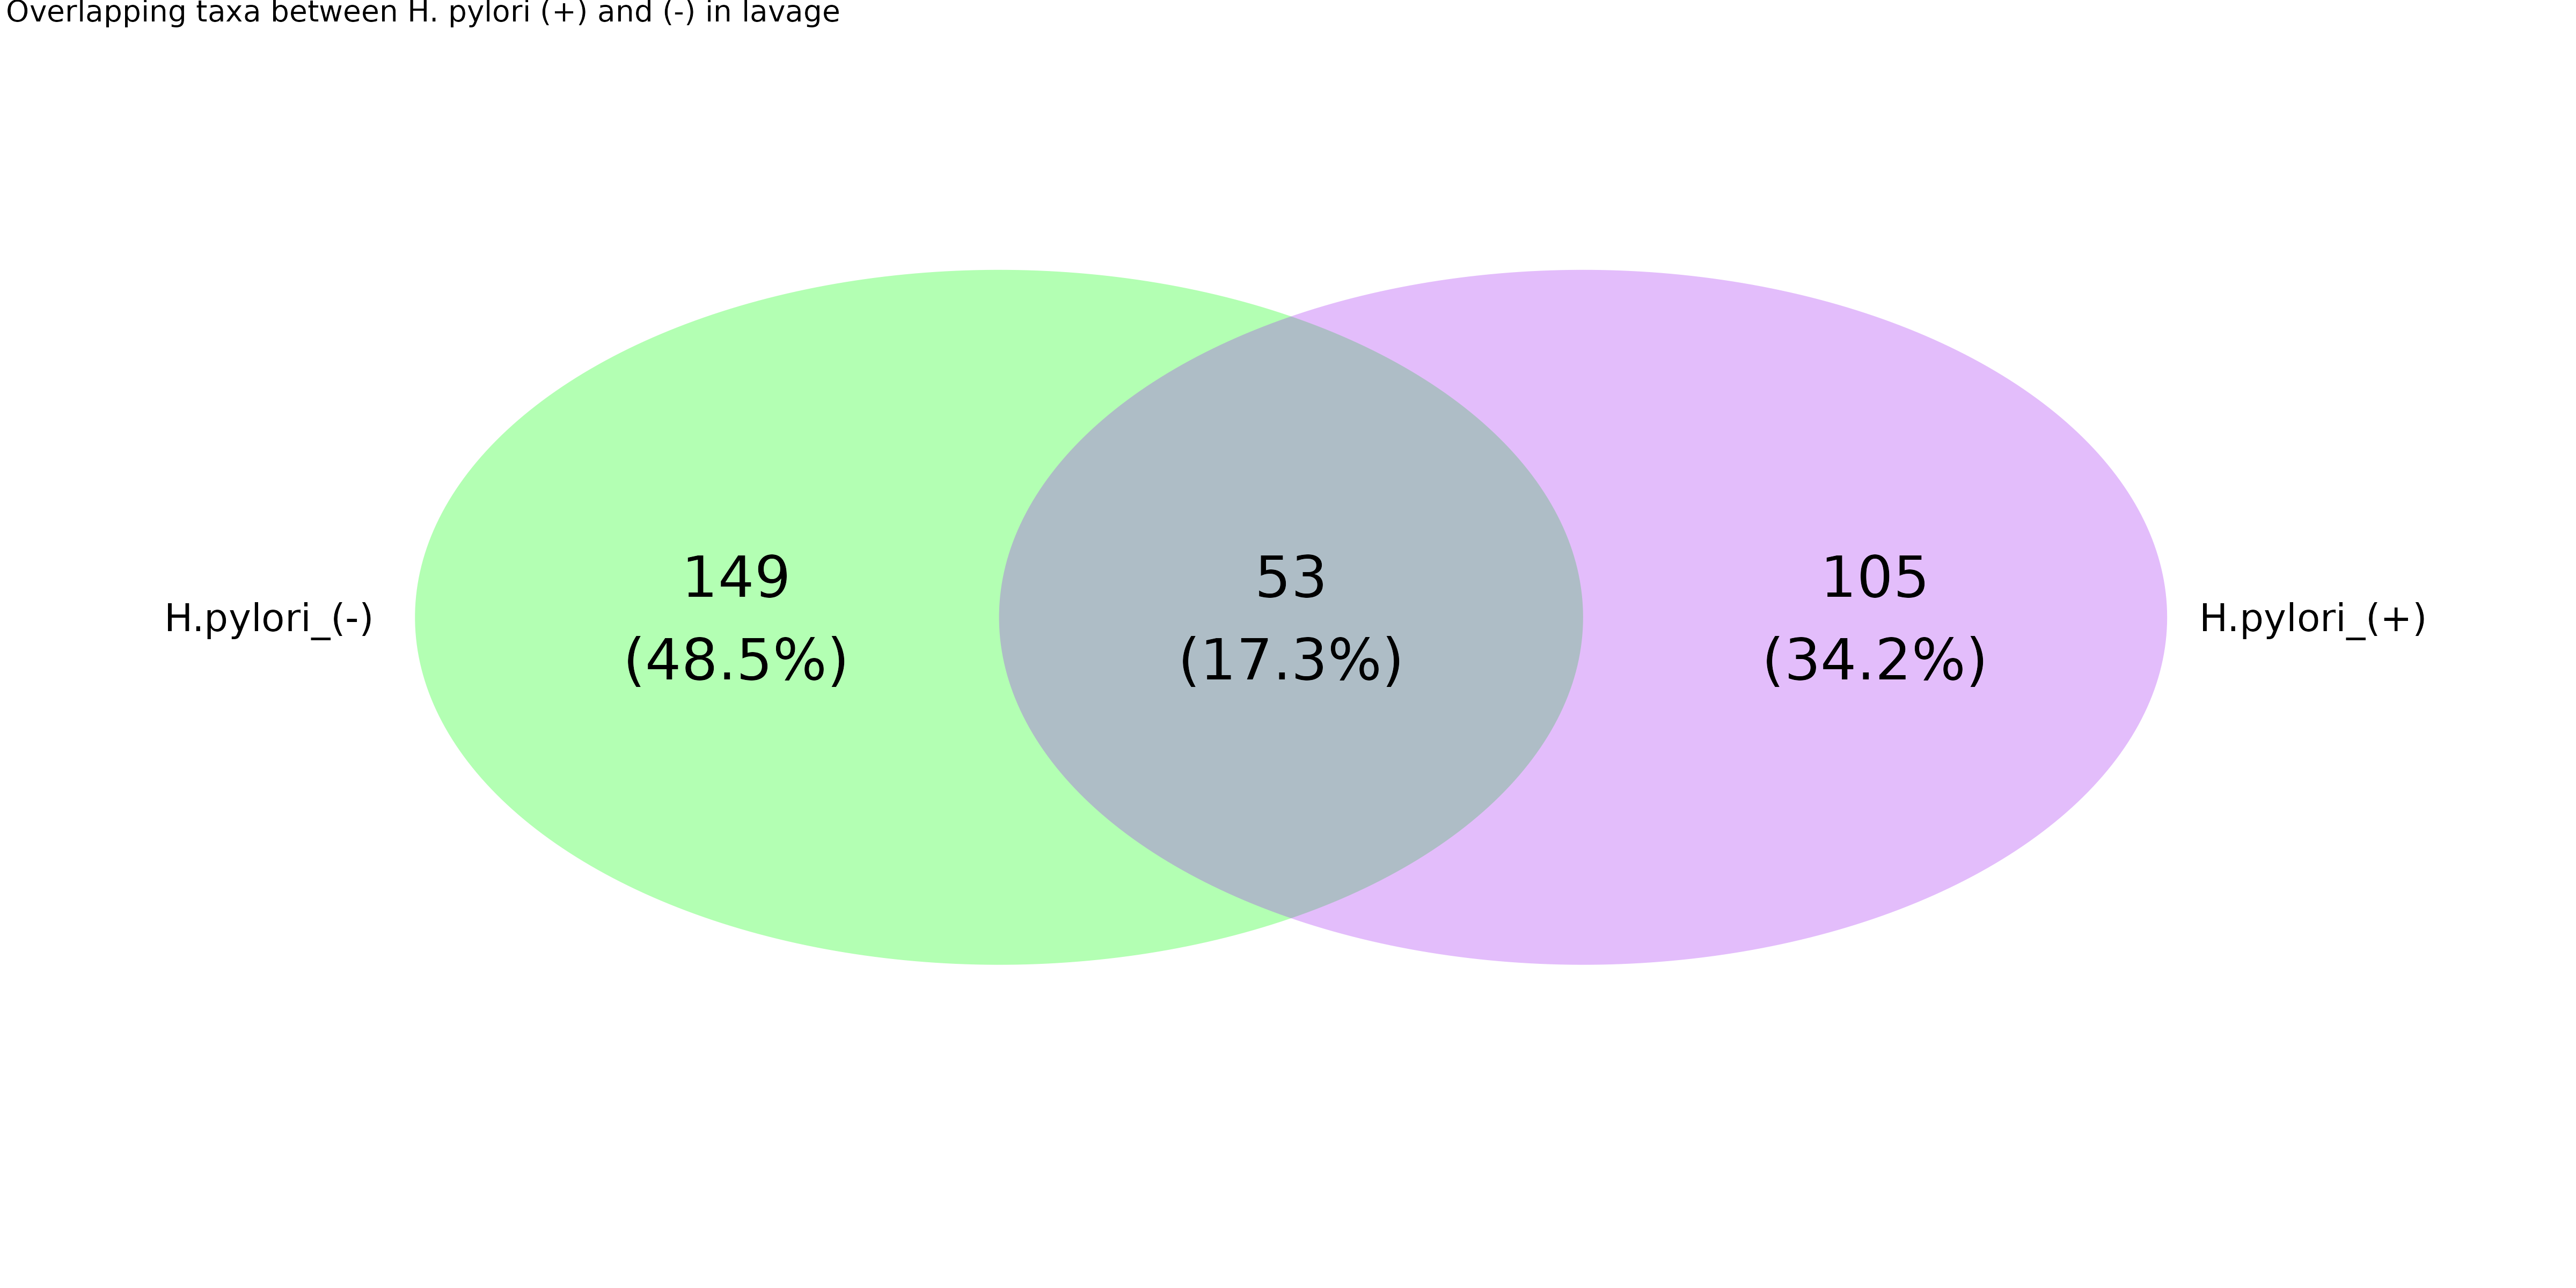 Overlapping taxa between H. pylori (+) and (-) in lavage
H.pylori_(-)
149
(48.5%)
53
(17.3%)
105
(34.2%)
H.pylori_(+)